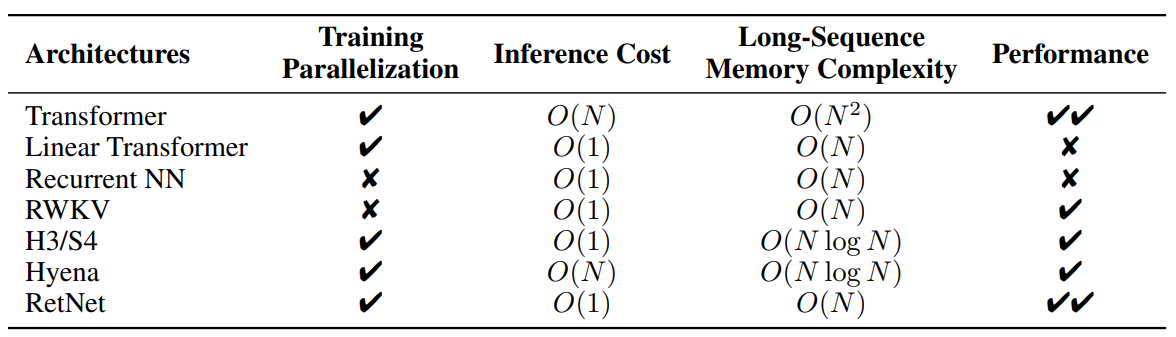 Architectures Training Parallelization Inference Cost Long-Sequence Memory Complexity Performance
Transformer ✔ O(N) O(N²) ✔✔
Linear Transformer ✔ O(1) O(N) ✘
Recurrent NN ✘ O(1) O(N) ✘
RWKV ✘ O(1) O(N) ✔
H3/S4 ✔ O(1) O(N log N) ✔
Hyena ✔ O(N) O(N log N) ✔
RetNet ✔ O(1) O(N) ✔✔